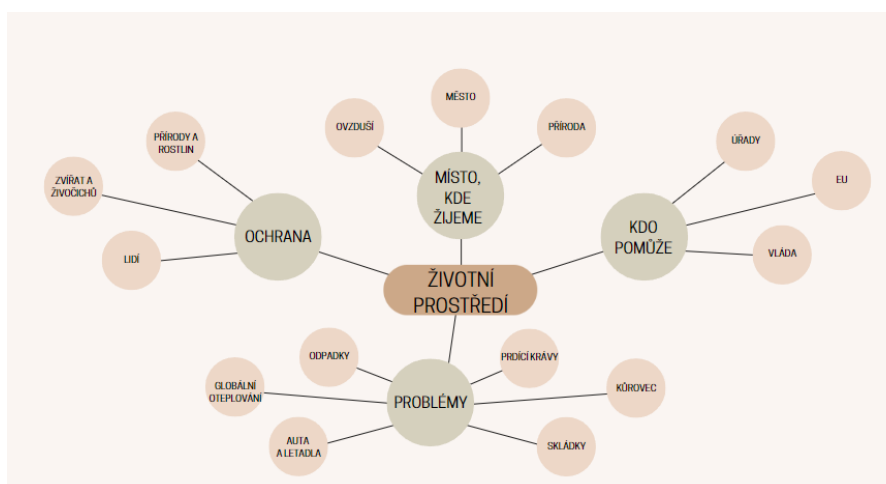 MĚSTO
OVZDUŠÍ
PŘÍRODA
MÍSTO,
KDE
ŽIJEME
PŘÍRODY A
ROSTLIN
ZVÍŘAT A
ŽIVOČICHŮ
LIDÍ
OCHRANA
ÚŘADY
EU
VLÁDA
KDO
POMŮŽE
ŽIVOTNÍ
PROSTŘEDÍ
ODPADKY
PRDÍCÍ KRÁVY
GLOBÁLNÍ
OTEPLOVÁNÍ
KŮROVEC
PROBLÉMY
AUTA
A LETADLA
SKLÁDKY